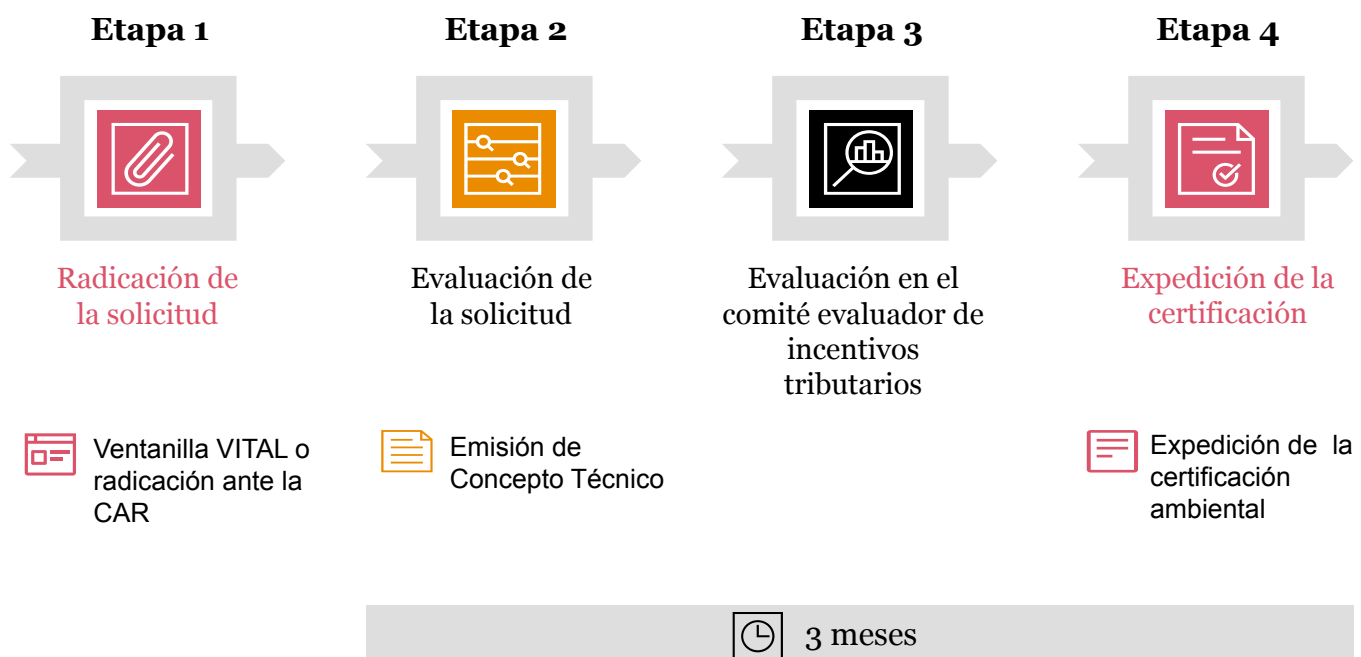 Etapa 1
Etapa 2
Etapa 3
Etapa 4
Radicación de
la solicitud
Evaluación de
la solicitud
Evaluación en el
comité evaluador de
incentivos
tributarios
Expedición de la
certificación
Ventanilla VITAL o
radicación ante la
CAR
Emisión de
Concepto Técnico
Expedición de  la
certificación
ambiental
3 meses